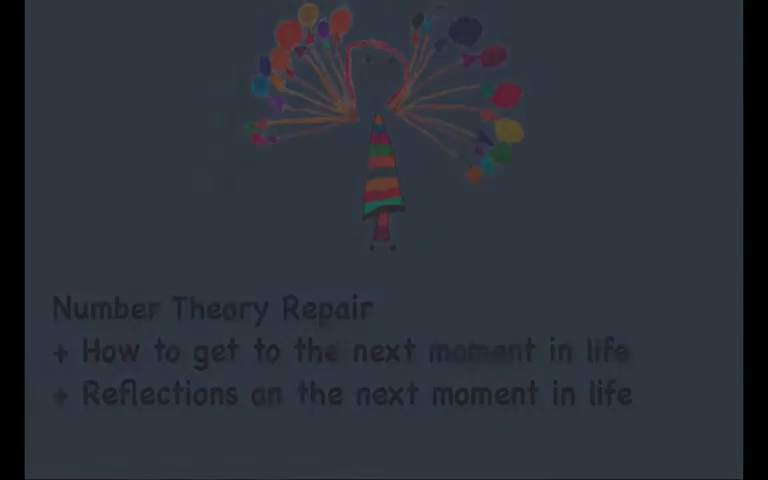 Number Theory Repair
+ How to get to the next moment in life
+ Reflections on the next moment in life